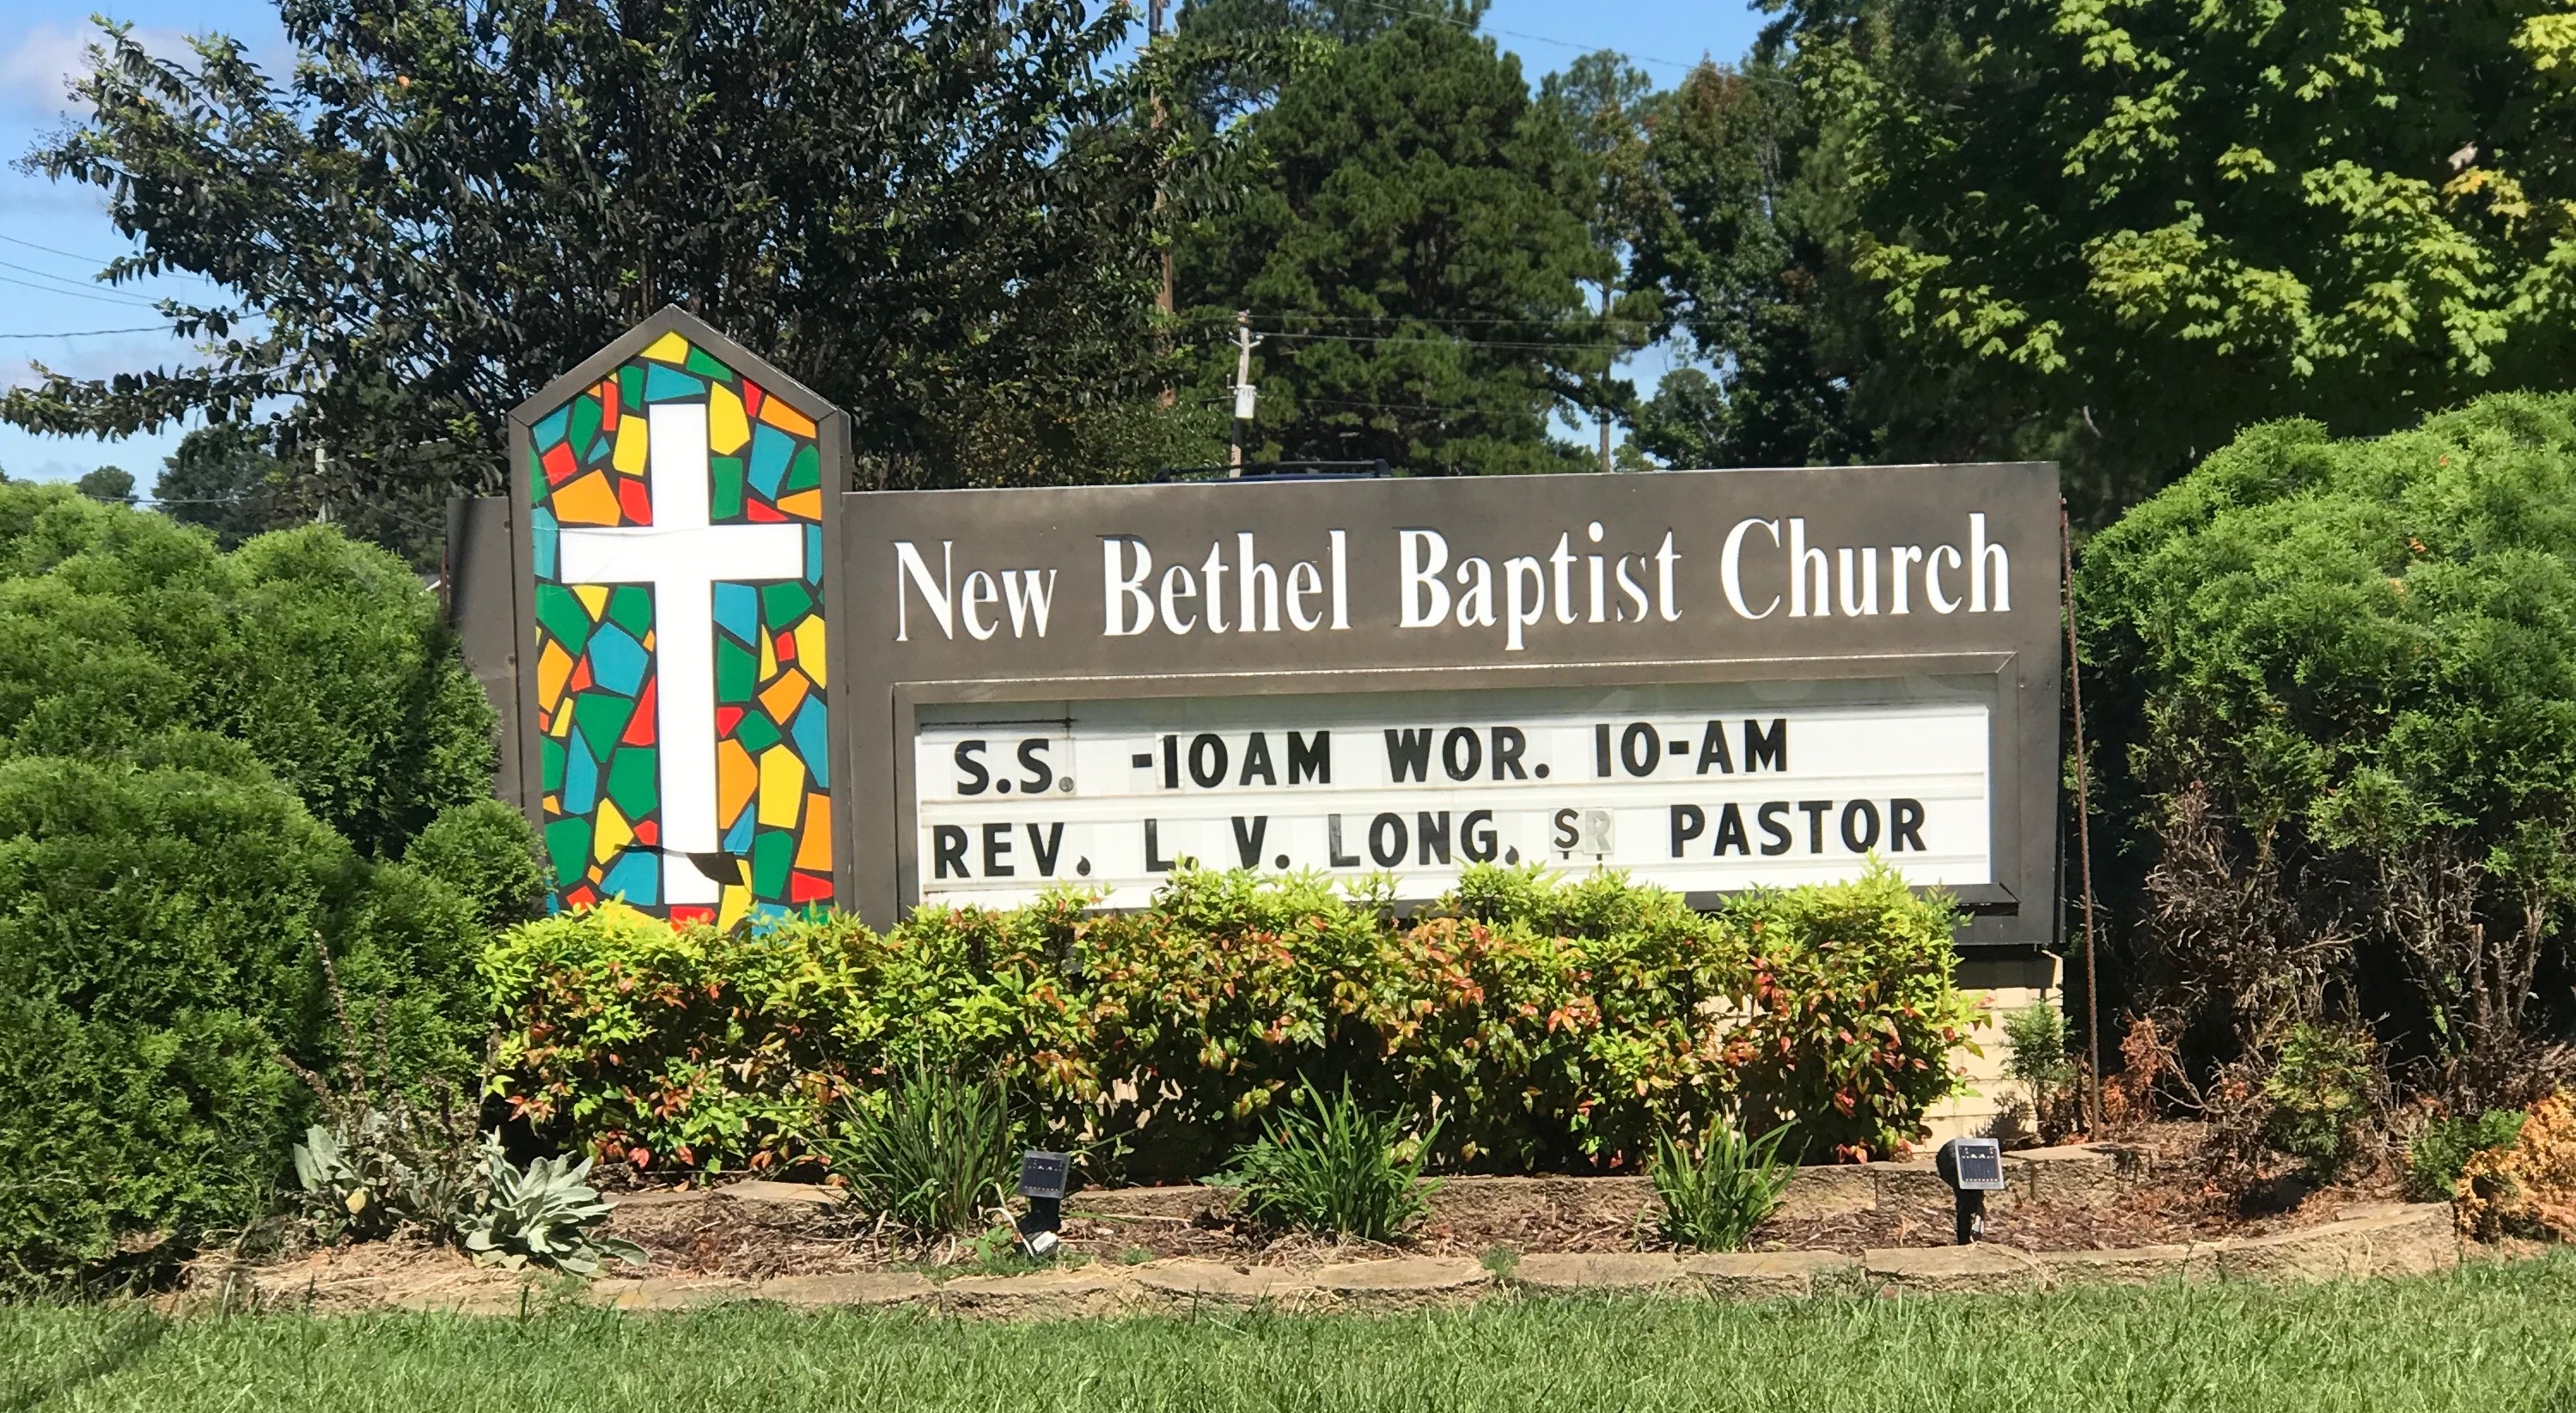 New Bethel Baptist Church
S.S. -10AM WOR. 10-AM
REV. L. V. LONG. SR PASTOR